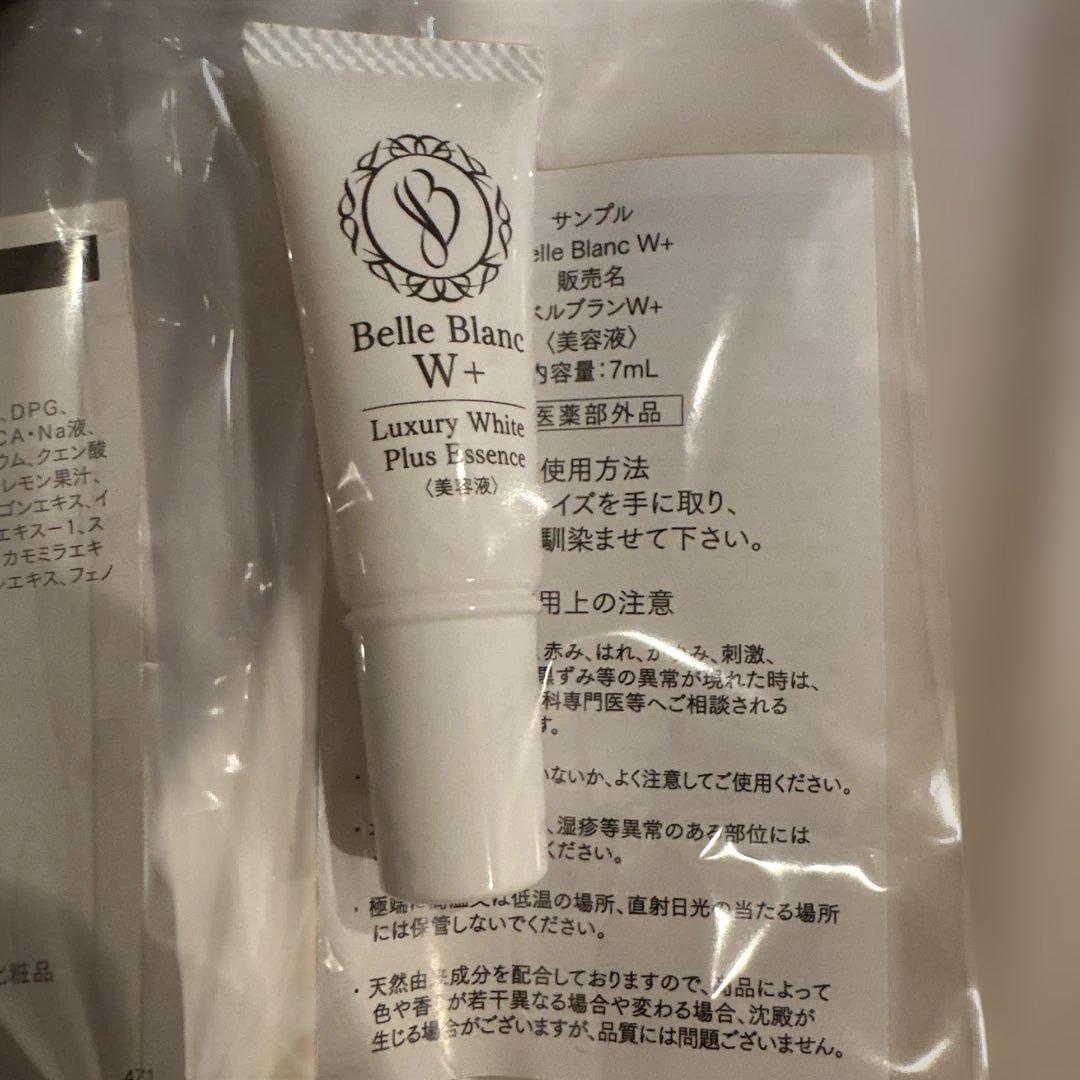 Belle Blanc
W+
Luxury White
Plus Essence
〈美容液〉
サンプル
elle Blanc W+
販売名
ベルブランW+
〈美容液〉
内容量：7mL
医薬部外品
使用方法
イズを手に取り、
馴染ませて下さい。
用上の注意
、赤み、はれ、かゆみ、刺激、
黒ずみ等の異常が現れた時は、
科専門医等へご相談される
す。
いないか、よく注意してご使用ください。
、湿疹等異常のある部位には
ください。
・極端に高温又は低温の場所、直射日光の当たる場所
には保管しないでください。
・天然由来成分を配合しておりますので、商品によって
色や香りが若干異なる場合や変わる場合、沈殿が
生じる場合がございますが、品質には問題ございません。
、DPG、
CA・Na液、
ウム、クエン酸
レモン果汁、
ゴンエキス、イ
エキス－1、ス
カモミラエキ
エキス、フェノ
化粧品
471